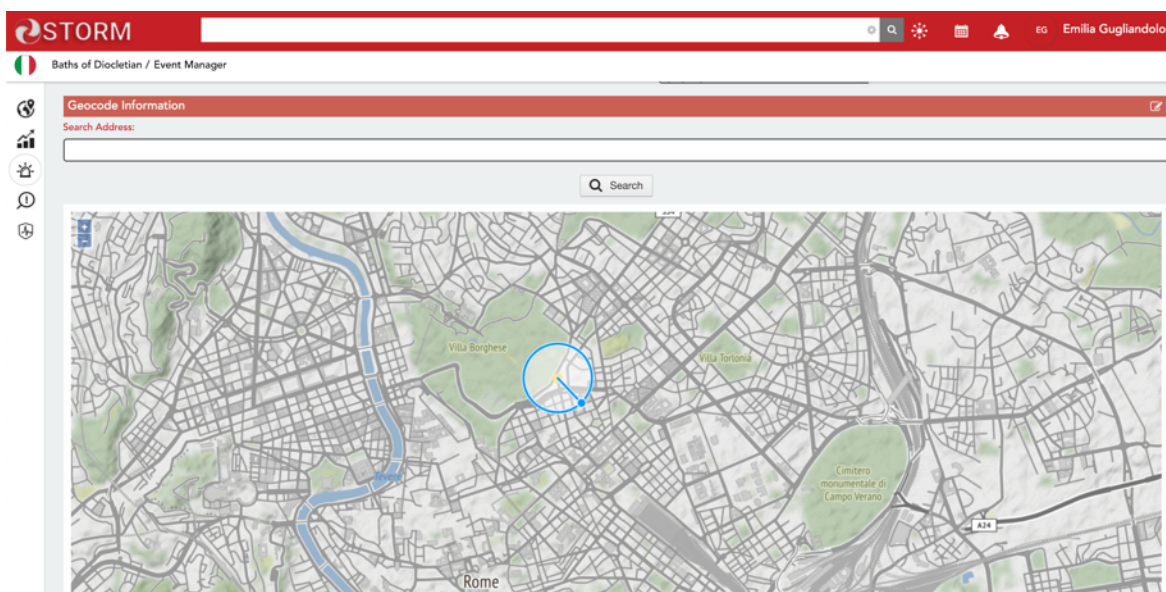 STORM
EG Emilia Gugliandolo
Baths of Diocletian / Event Manager
Geocode Information
Search Address:
Search
+
-
Villa Borghese
Villa Torlonia
Tevere
Cimitero
monumentale di
Campo Verano
A24
Rome